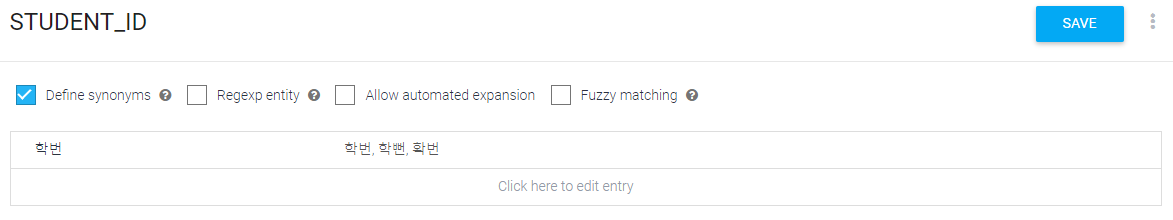 STUDENT_ID
SAVE
Define synonyms
Regexp entity
Allow automated expansion
Fuzzy matching
학번
학번, 학뻔, 확번
Click here to edit entry